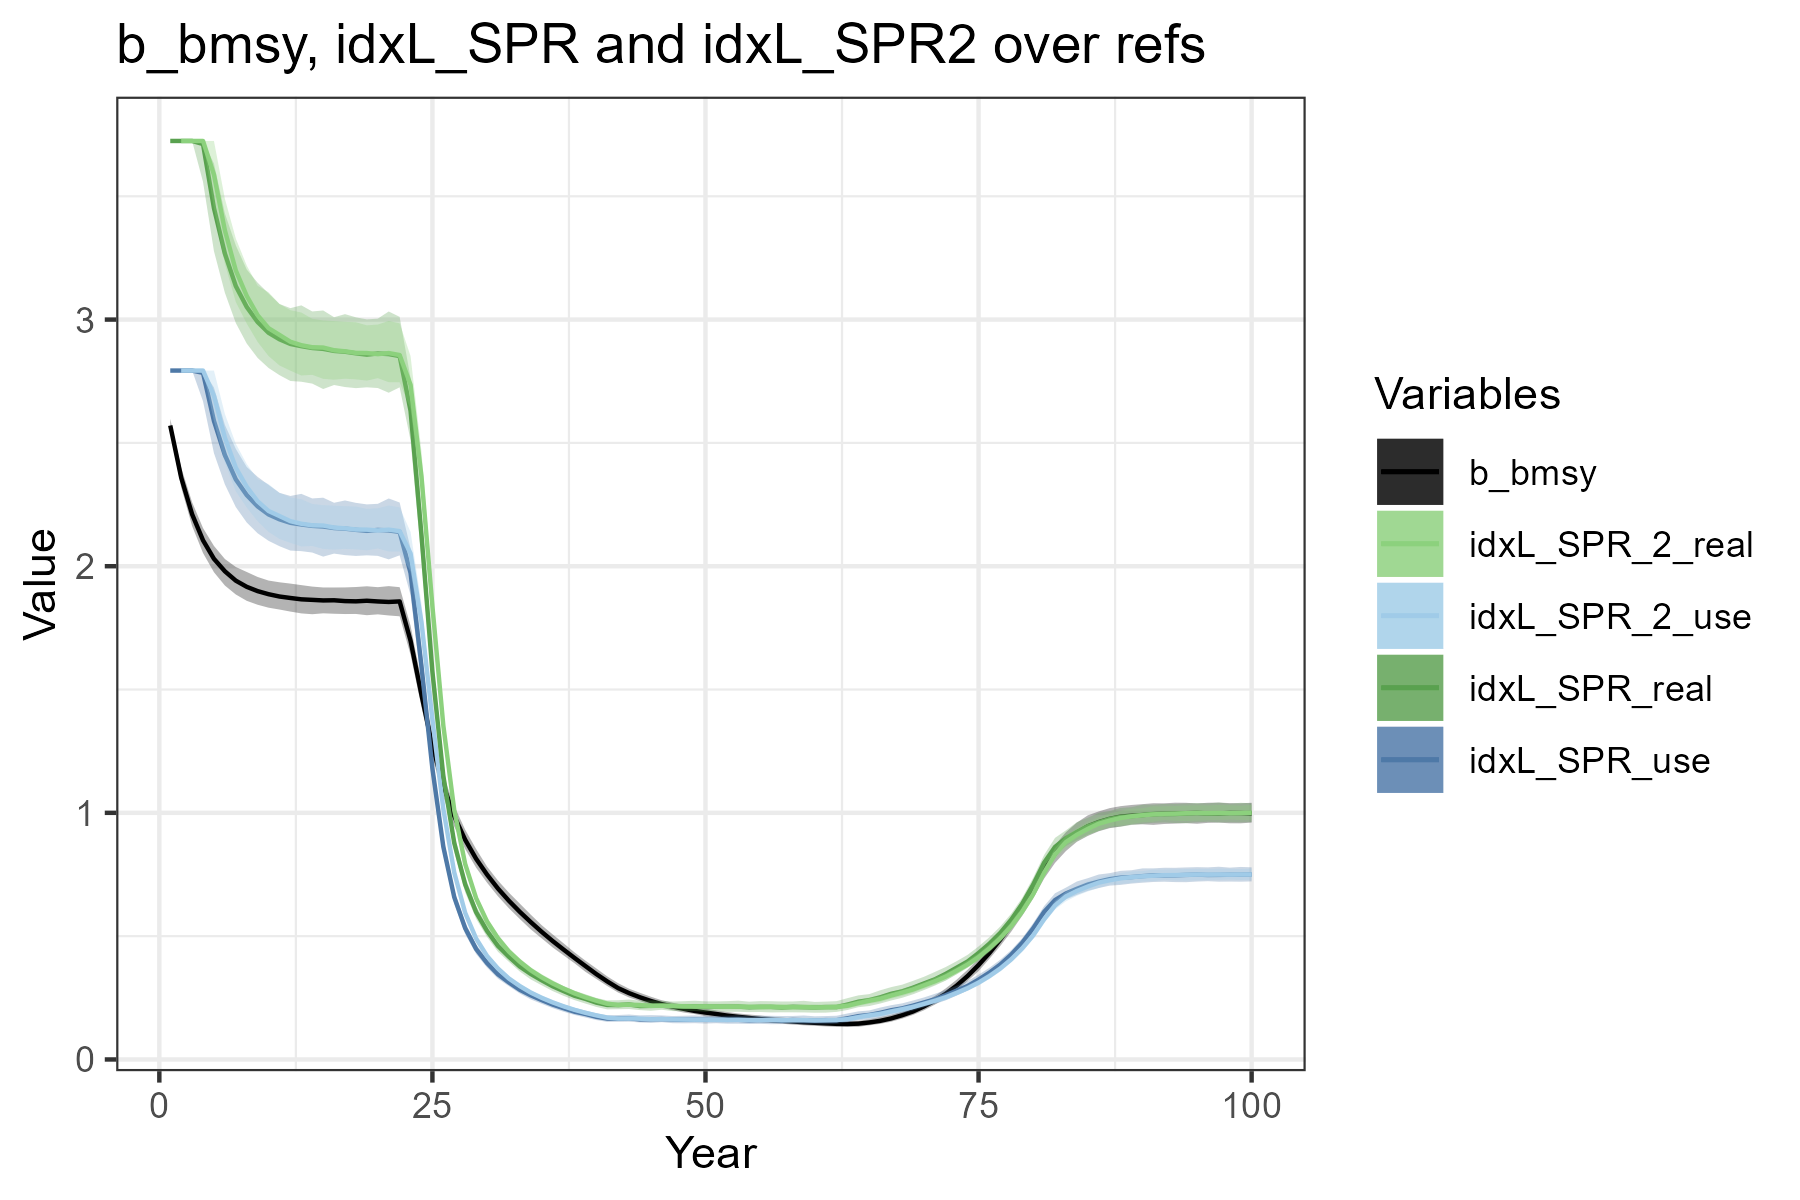 b_bmsy, idxL_SPR and idxL_SPR2 over refs
Value
3
2
1
0
0 25 50 75 100
Year
Variables
b_bmsy
idxL_SPR_2_real
idxL_SPR_2_use
idxL_SPR_real
idxL_SPR_use